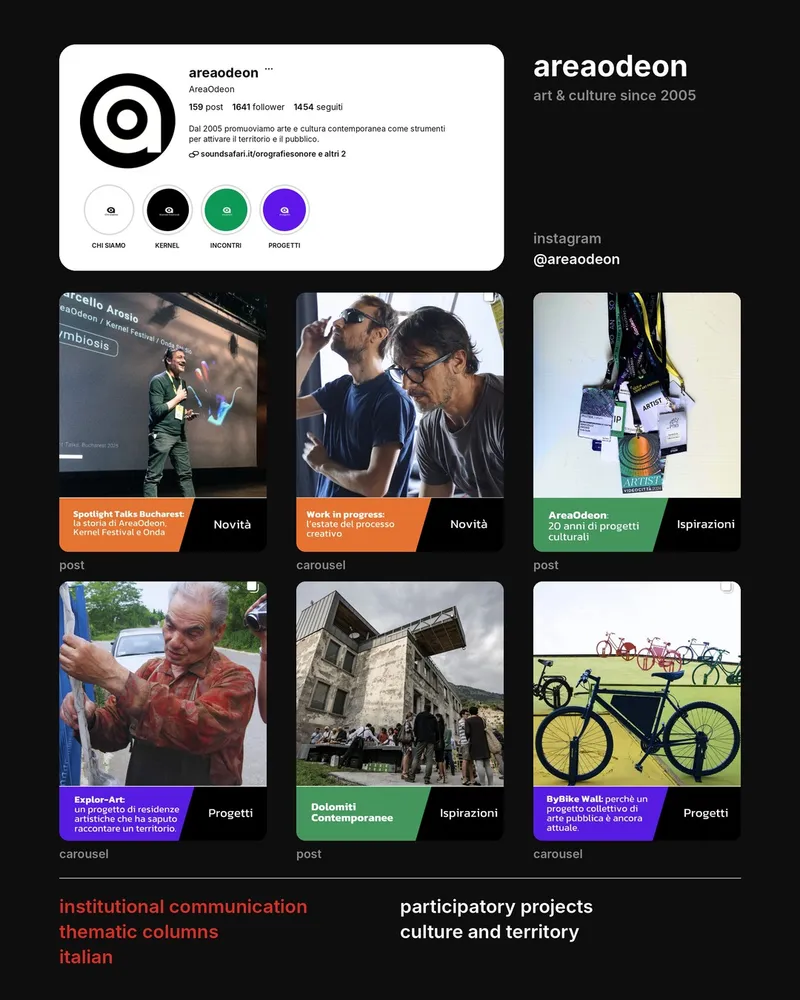 areaodeon ...
AreaOdeon
159 post 1641 follower 1454 seguiti
Dal 2005 promuoviamo arte e cultura contemporanea come strumenti
per attivare il territorio e il pubblico.
soundsafari.it/orografiesonore e altri 2
CHI SIAMO
KERNEL
INCONTRI
PROGETTI
areaodeon
art & culture since 2005
instagram
@areaodeon
arcello Arosio
eaOdeon / Kernel Festival / Onda
ymbiosis
Talks, Bucharest
Spotlight Talks Bucharest:
la storia di AreaOdeon,
Kernel Festival e Onda
Novità
post
Work in progress:
l'estate del processo
creativo
Novità
carousel
ARTIST
IP
ARTIST
VIDEOCITTÀ
AreaOdeon:
20 anni di progetti
culturali
Ispirazioni
post
Explor-Art:
un progetto di residenze
artistiche che ha saputo
raccontare un territorio.
Progetti
carousel
Dolomiti
Contemporanee
Ispirazioni
post
ByBike Wall: perchè un
progetto collettivo di
arte pubblica è ancora
attuale.
Progetti
carousel
institutional communication
thematic columns
italian
participatory projects
culture and territory